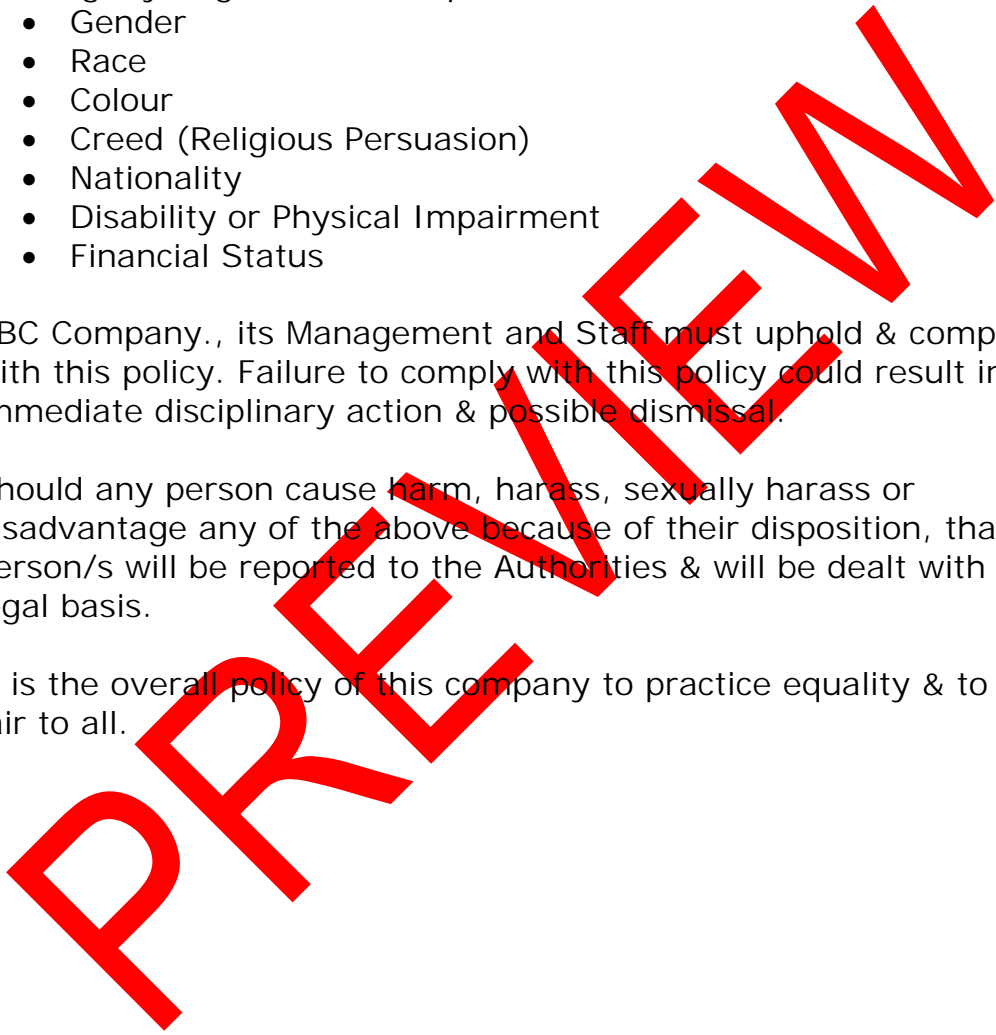 • Gender
• Race
• Colour
• Creed (Religious Persuasion)
• Nationality
• Disability or Physical Impairment
• Financial Status
BC Company., its Management and Staff must uphold & comp
ith this policy. Failure to comply with this policy could result in
mmediate disciplinary action & possible dismissal.
hould any person cause harm, harass, sexually harass or
isadvantage any of the above because of their disposition, tha
erson/s will be reported to the Authorities & will be dealt with
egal basis.
is the overall policy of this company to practice equality & to
ir to all.
PREVIEW